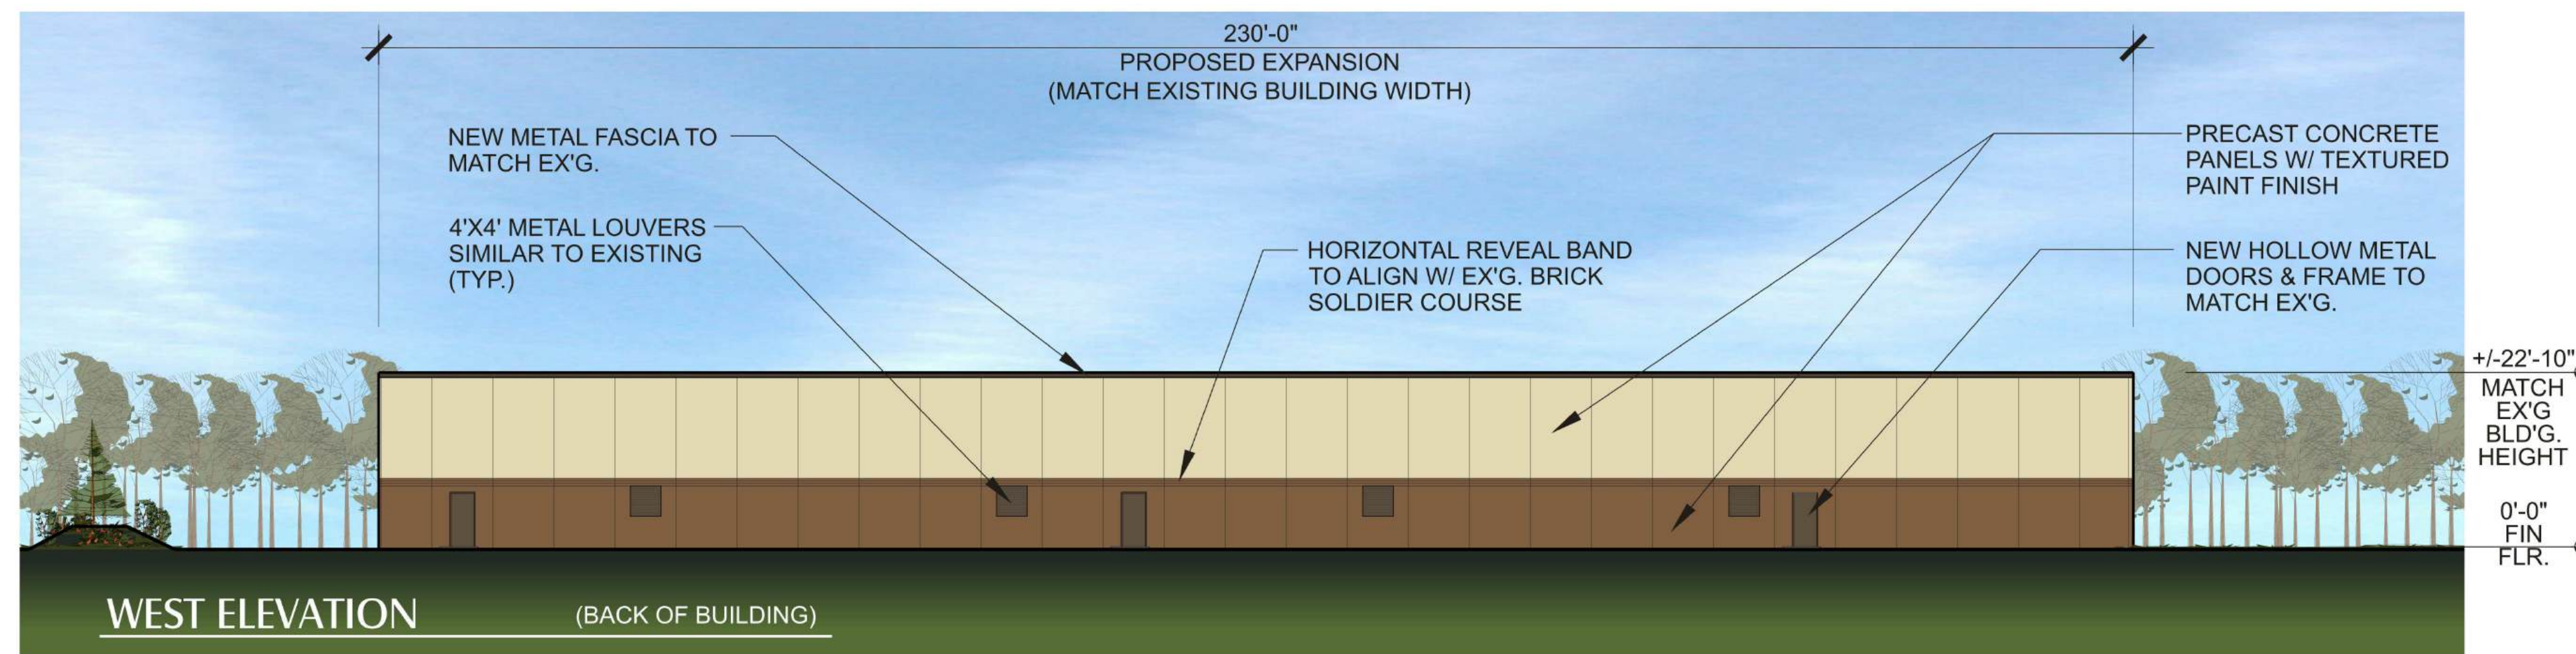 230'-0"
PROPOSED EXPANSION
(MATCH EXISTING BUILDING WIDTH)
NEW METAL FASCIA TO
MATCH EX'G.
4'X4' METAL LOUVERS
SIMILAR TO EXISTING
(TYP.)
HORIZONTAL REVEAL BAND
TO ALIGN W/ EX'G. BRICK
SOLDIER COURSE
PRECAST CONCRETE
PANELS W/ TEXTURED
PAINT FINISH
NEW HOLLOW METAL
DOORS & FRAME TO
MATCH EX'G.
+/-22'-10"
MATCH
EX'G
BLD'G.
HEIGHT
0'-0"
FIN
FLR.
WEST ELEVATION
(BACK OF BUILDING)